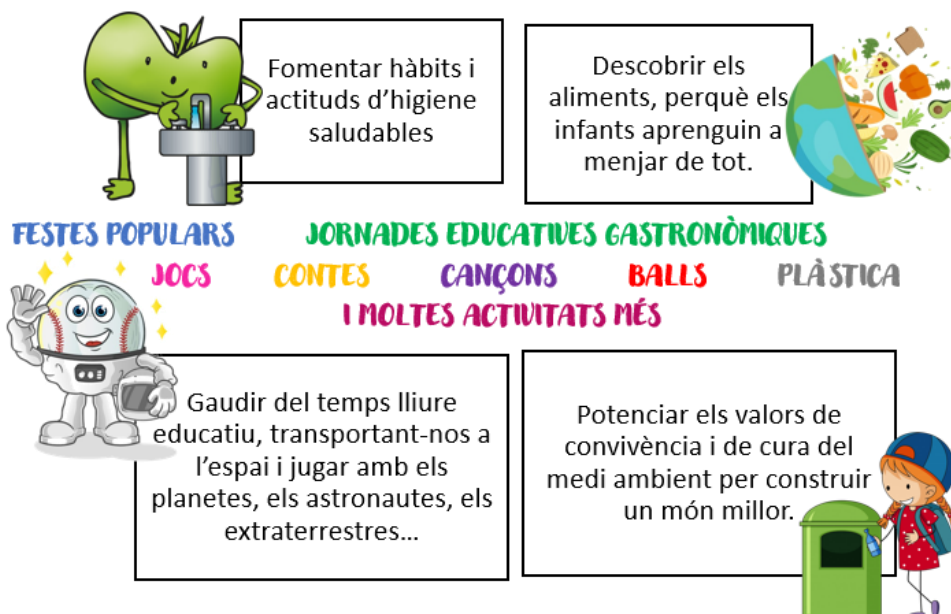 Fomentar hàbits i
actituds d’higiene
saludables
Descobrir els
aliments, perquè els
infants aprenguin a
menjar de tot.
FESTES POPULARS
JORNADES EDUCATIVES GASTRONÒMIQUES
JOCS
CONTES
CANÇONS
BALLS
PLÀSTICA
I MOLTES ACTIVITATS MÉS
Gaudir del temps lliure
educatiu, transportant-nos a
l’espai i jugar amb els
planetes, els astronautes, els
extraterrestres…
Potenciar els valors de
convivència i de cura del
medi ambient per construir
un món millor.